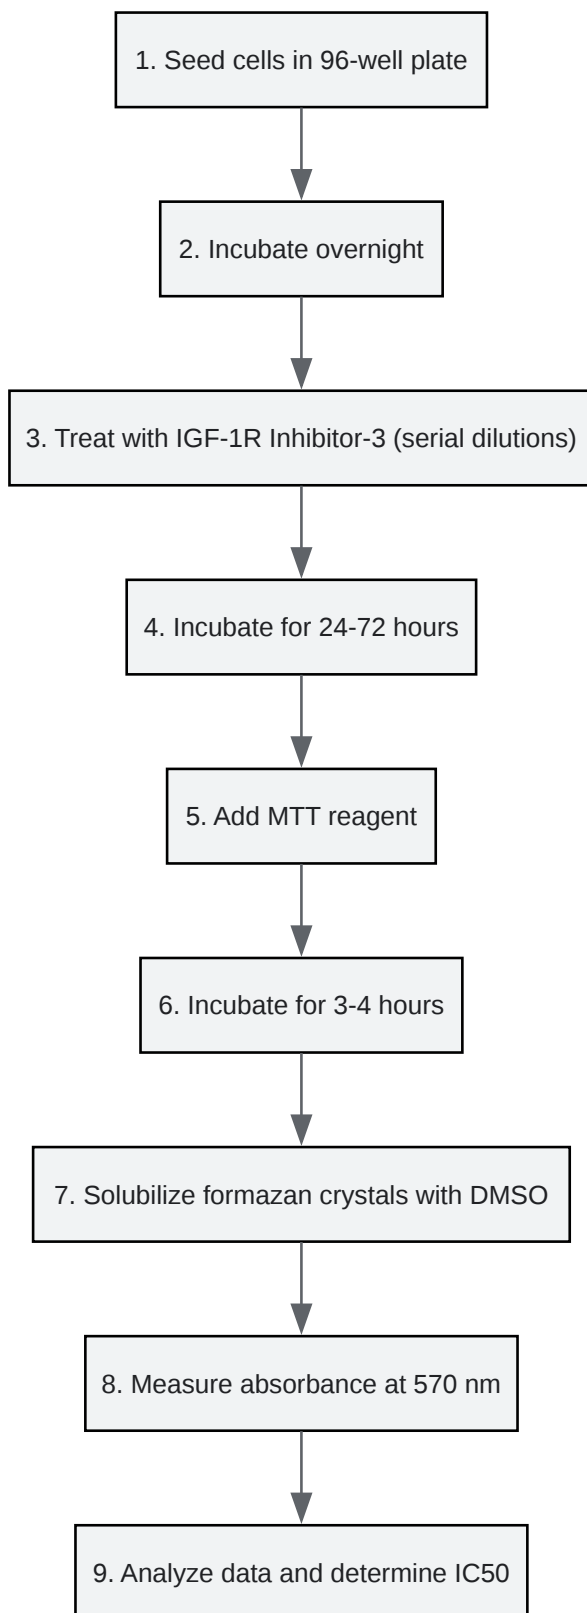 1. Seed cells in 96-well plate
2. Incubate overnight
3. Treat with IGF-1R Inhibitor-3 (serial dilutions)
4. Incubate for 24-72 hours
5. Add MTT reagent
6. Incubate for 3-4 hours
7. Solubilize formazan crystals with DMSO
8. Measure absorbance at 570 nm
9. Analyze data and determine IC50